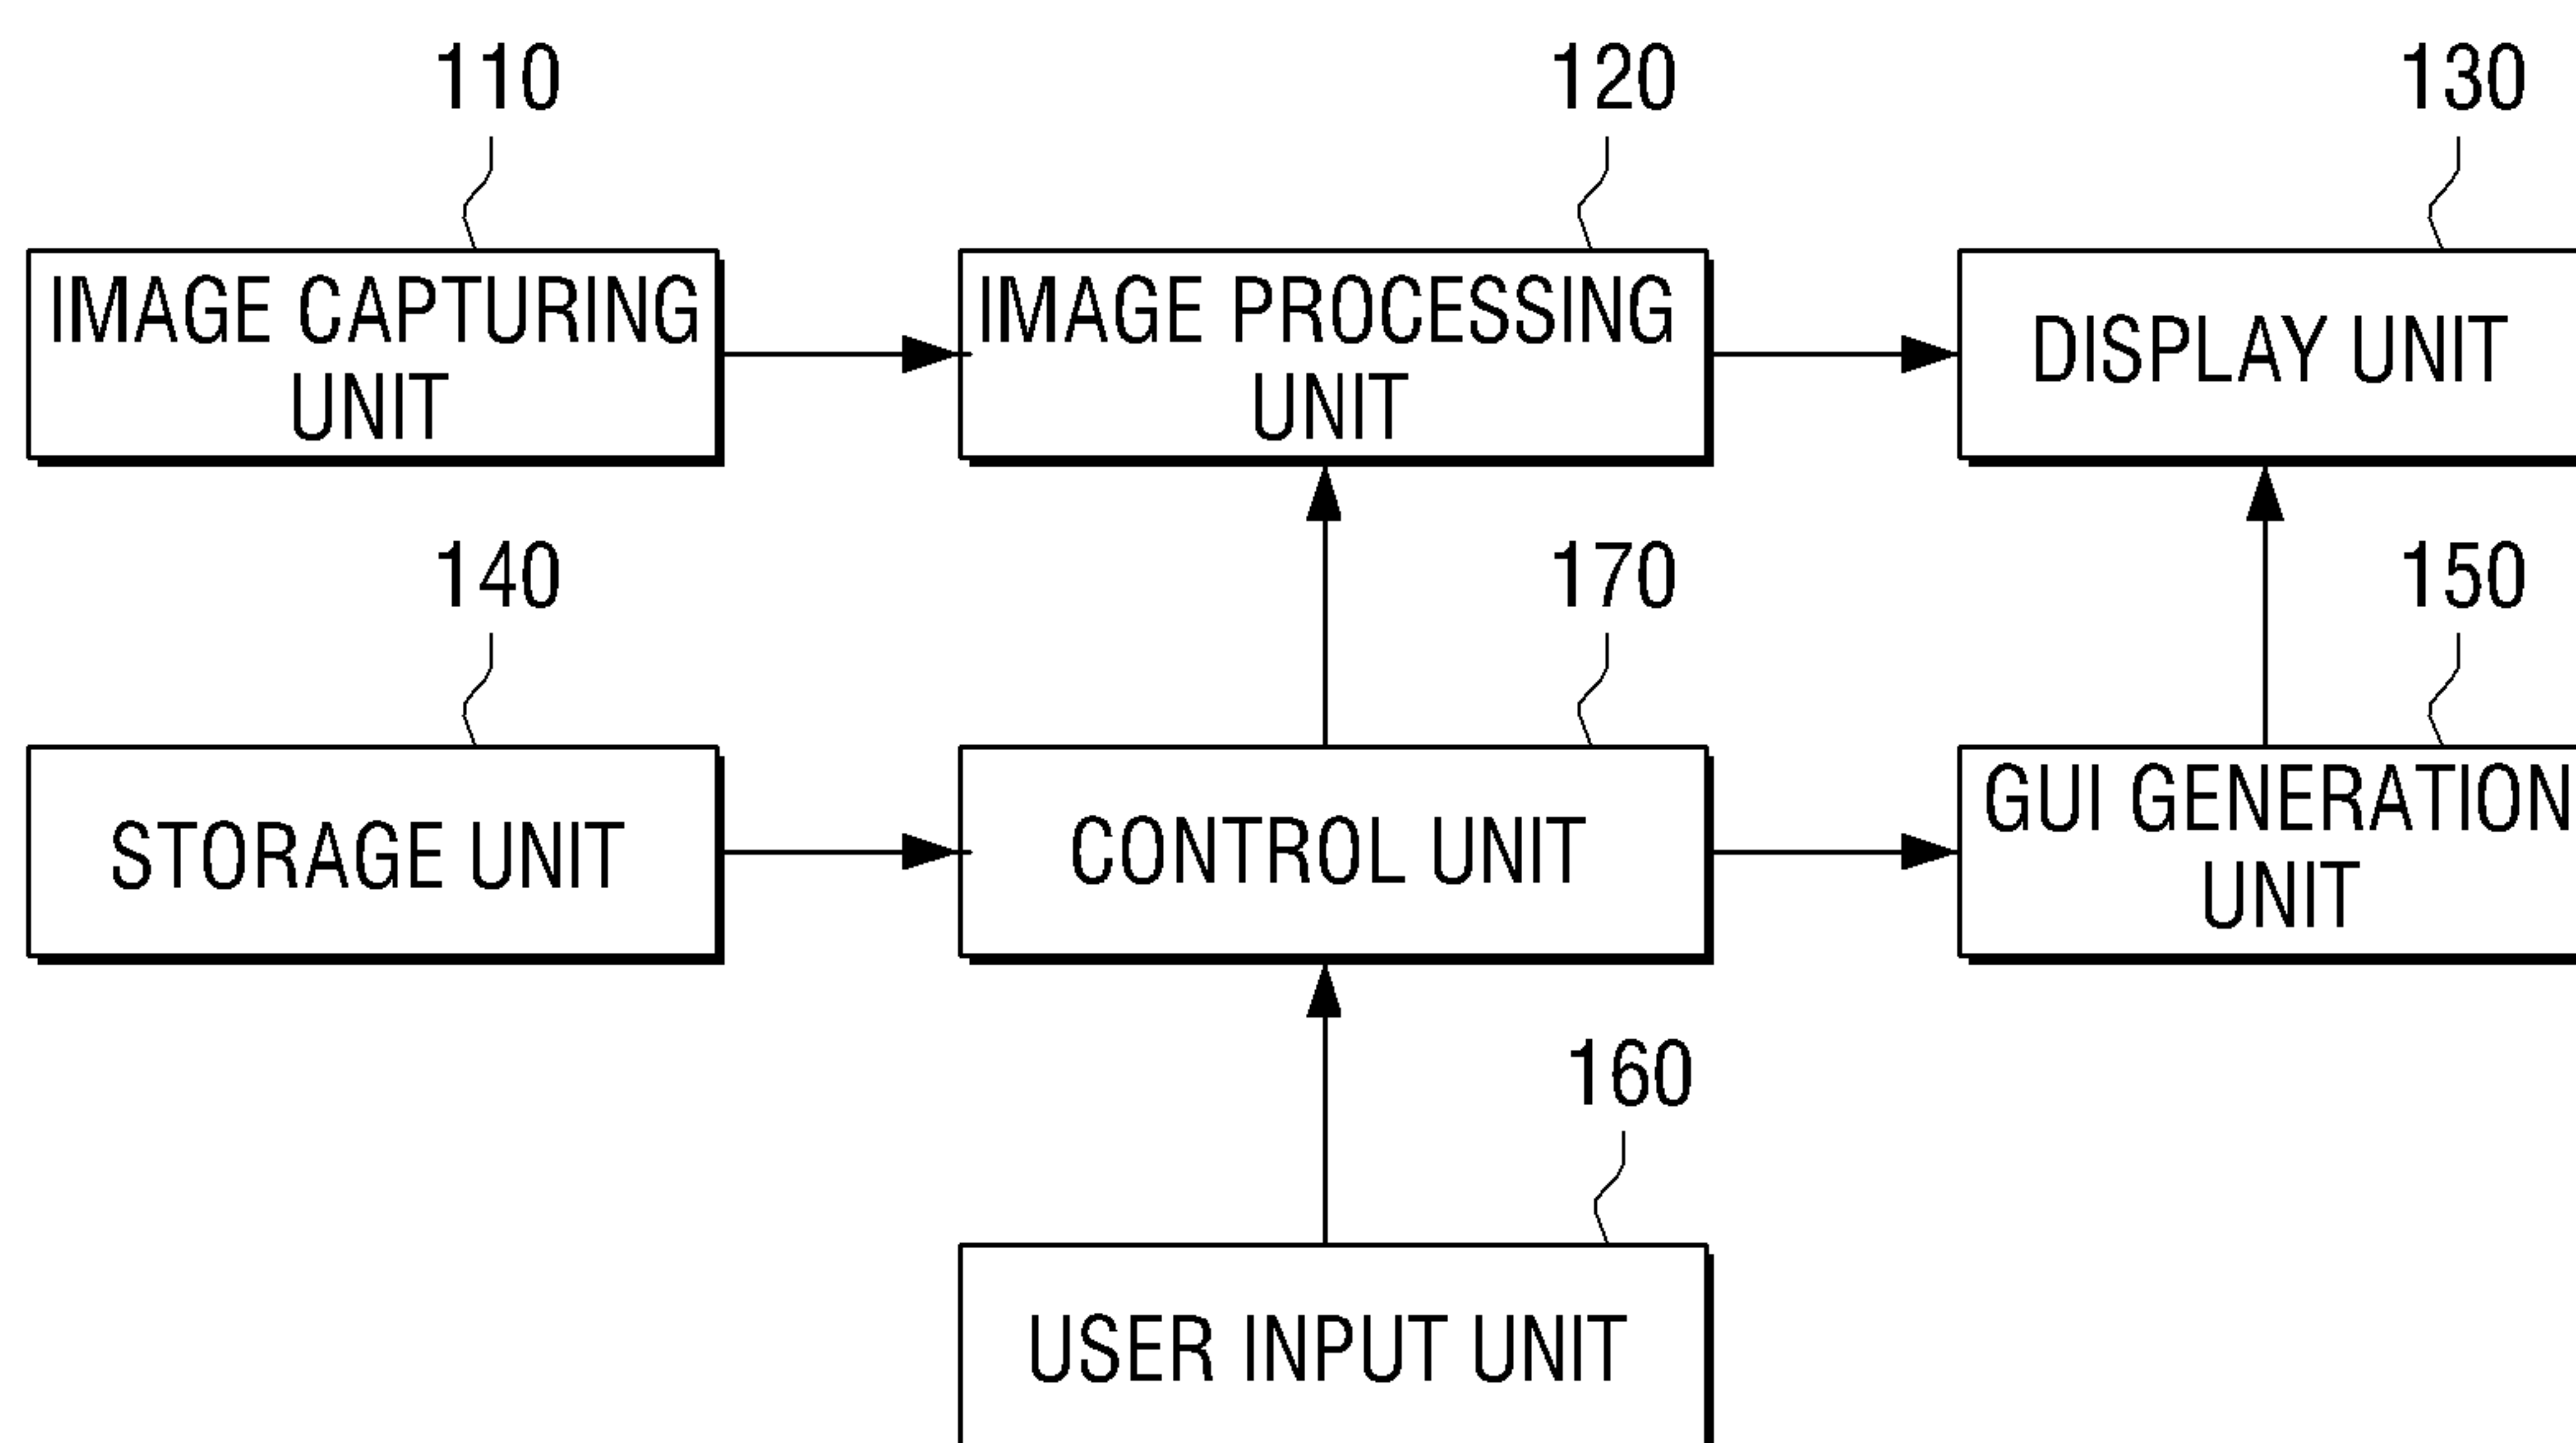 110
120
130
IMAGE CAPTURING
UNIT
IMAGE PROCESSING
UNIT
DISPLAY UNIT
140
170
150
STORAGE UNIT
CONTROL UNIT
GUI GENERATION
UNIT
160
USER INPUT UNIT